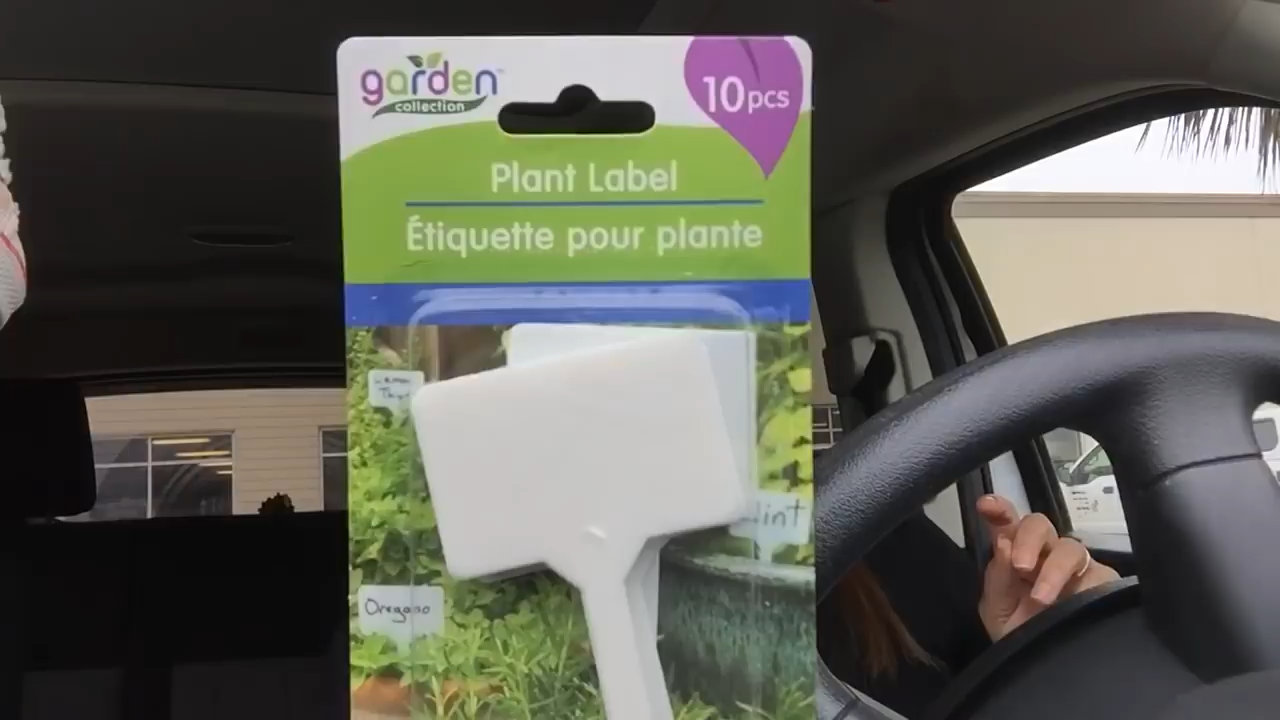 garden
collection
10pcs
Plant Label
Étiquette pour plante
Oregano